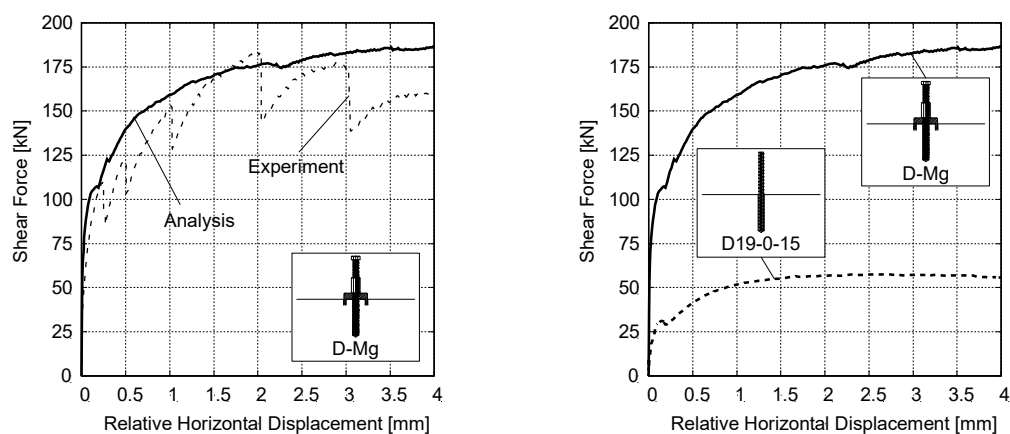 200
175
150
125
100
75
50
25
0
Shear Force [kN]
Experiment
Analysis
D-Mg
0 0.5 1 1.5 2 2.5 3 3.5 4
Relative Horizontal Displacement [mm]
200
175
150
125
100
75
50
25
0
Shear Force [kN]
D-Mg
D19-0-15
0 0.5 1 1.5 2 2.5 3 3.5 4
Relative Horizontal Displacement [mm]